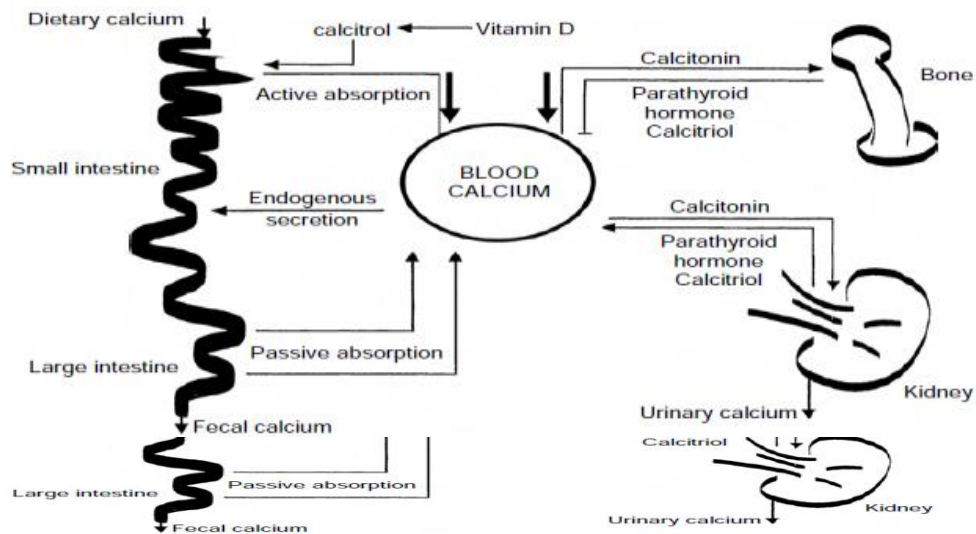 Dietary calcium
calcitrol
Vitamin D
Active absorption
Calcitonin
Parathyroid
hormone
Calcitriol
Bone
Small intestine
BLOOD
CALCIUM
Endogenous
secretion
Calcitonin
Parathyroid
hormone
Calcitriol
Passive absorption
Large intestine
Kidney
Urinary calcium
Fecal calcium
Calcitriol
Passive absorption
Large intestine
Kidney
Urinary calcium
Fecal calcium